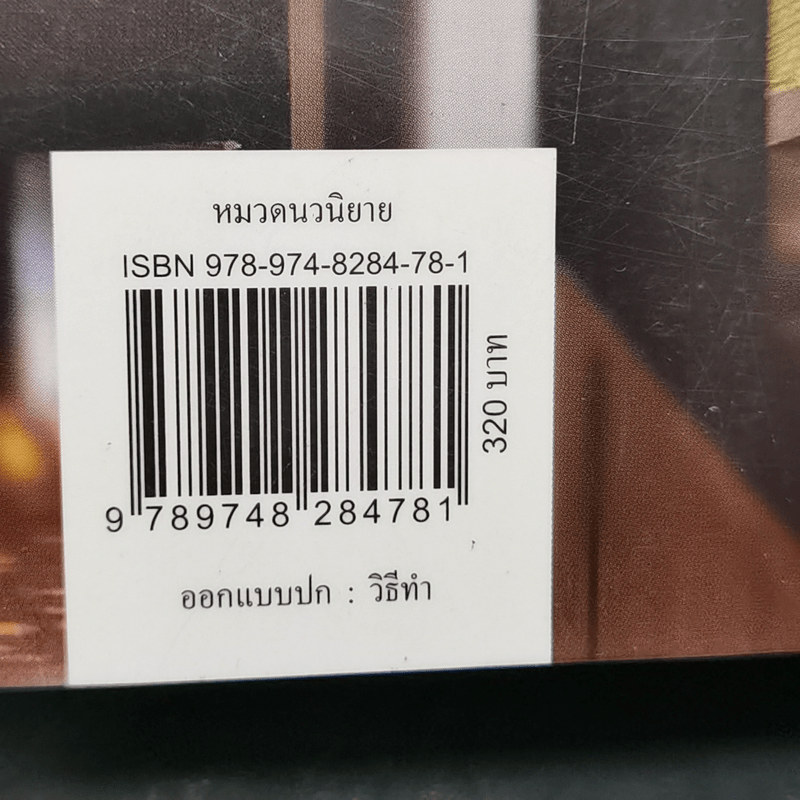 หมวดนวนิยาย
ISBN 978-974-8284-78-1
320 บาท
9 789748 284781
ออกแบบปก : วิธีทำ